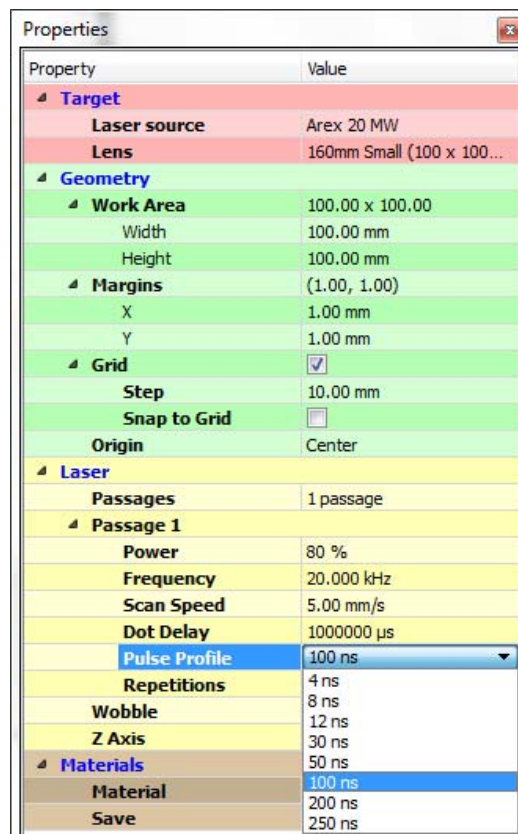 Properties
Property Value
Target
Laser source Arex 20 MW
Lens 160mm Small (100 x 100...
Geometry
Work Area 100.00 x 100.00
Width 100.00 mm
Height 100.00 mm
Margins (1.00, 1.00)
X 1.00 mm
Y 1.00 mm
Grid
Step 10.00 mm
Snap to Grid
Origin Center
Laser
Passages 1 passage
Passage 1
Power 80 %
Frequency 20.000 kHz
Scan Speed 5.00 mm/s
Dot Delay 1000000 µs
Pulse Profile 100 ns
4 ns
Repetitions
8 ns
12 ns
Wobble
30 ns
Z Axis
50 ns
Materials
100 ns
Material
200 ns
Save
250 ns